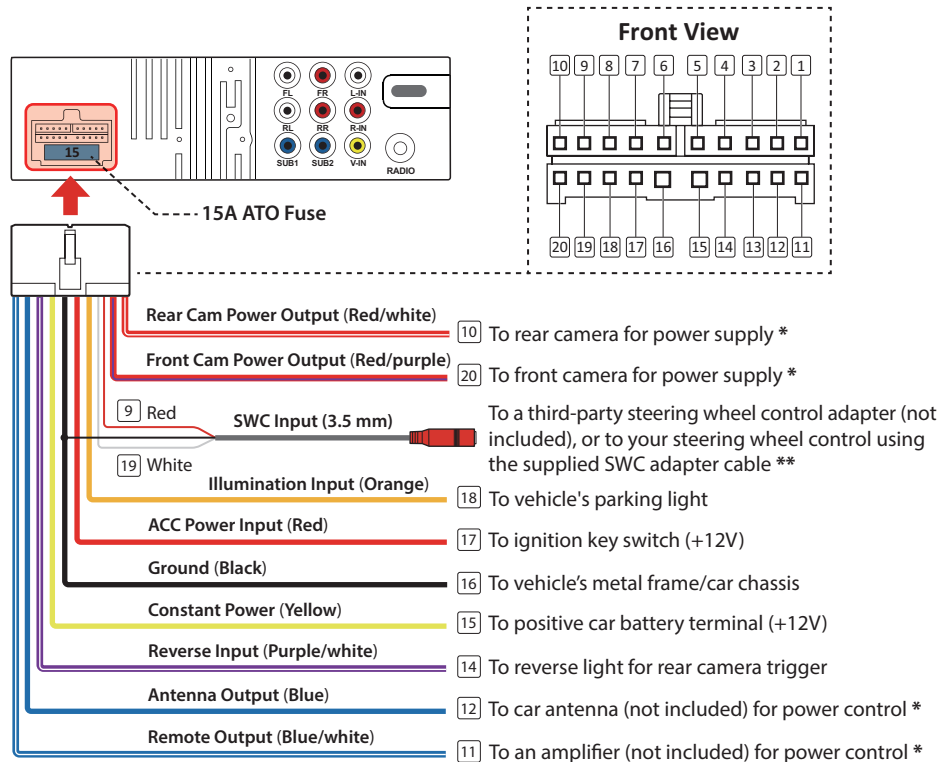 Front View
10 9 8 7 6 5 4 3 2 1
20 19 18 17 16 15 14 13 12 11
FL FR L-IN
RL RR R-IN
SUB1 SUB2 V-IN
RADIO
15
15A ATO Fuse
Rear Cam Power Output (Red/white)
10 To rear camera for power supply *
Front Cam Power Output (Red/purple)
20 To front camera for power supply *
9 Red
SWC Input (3.5 mm)
19 White
To a third-party steering wheel control adapter (not
included), or to your steering wheel control using
the supplied SWC adapter cable **
Illumination Input (Orange)
18 To vehicle's parking light
ACC Power Input (Red)
17 To ignition key switch (+12V)
Ground (Black)
16 To vehicle’s metal frame/car chassis
Constant Power (Yellow)
15 To positive car battery terminal (+12V)
Reverse Input (Purple/white)
14 To reverse light for rear camera trigger
Antenna Output (Blue)
12 To car antenna (not included) for power control *
Remote Output (Blue/white)
11 To an amplifier (not included) for power control *